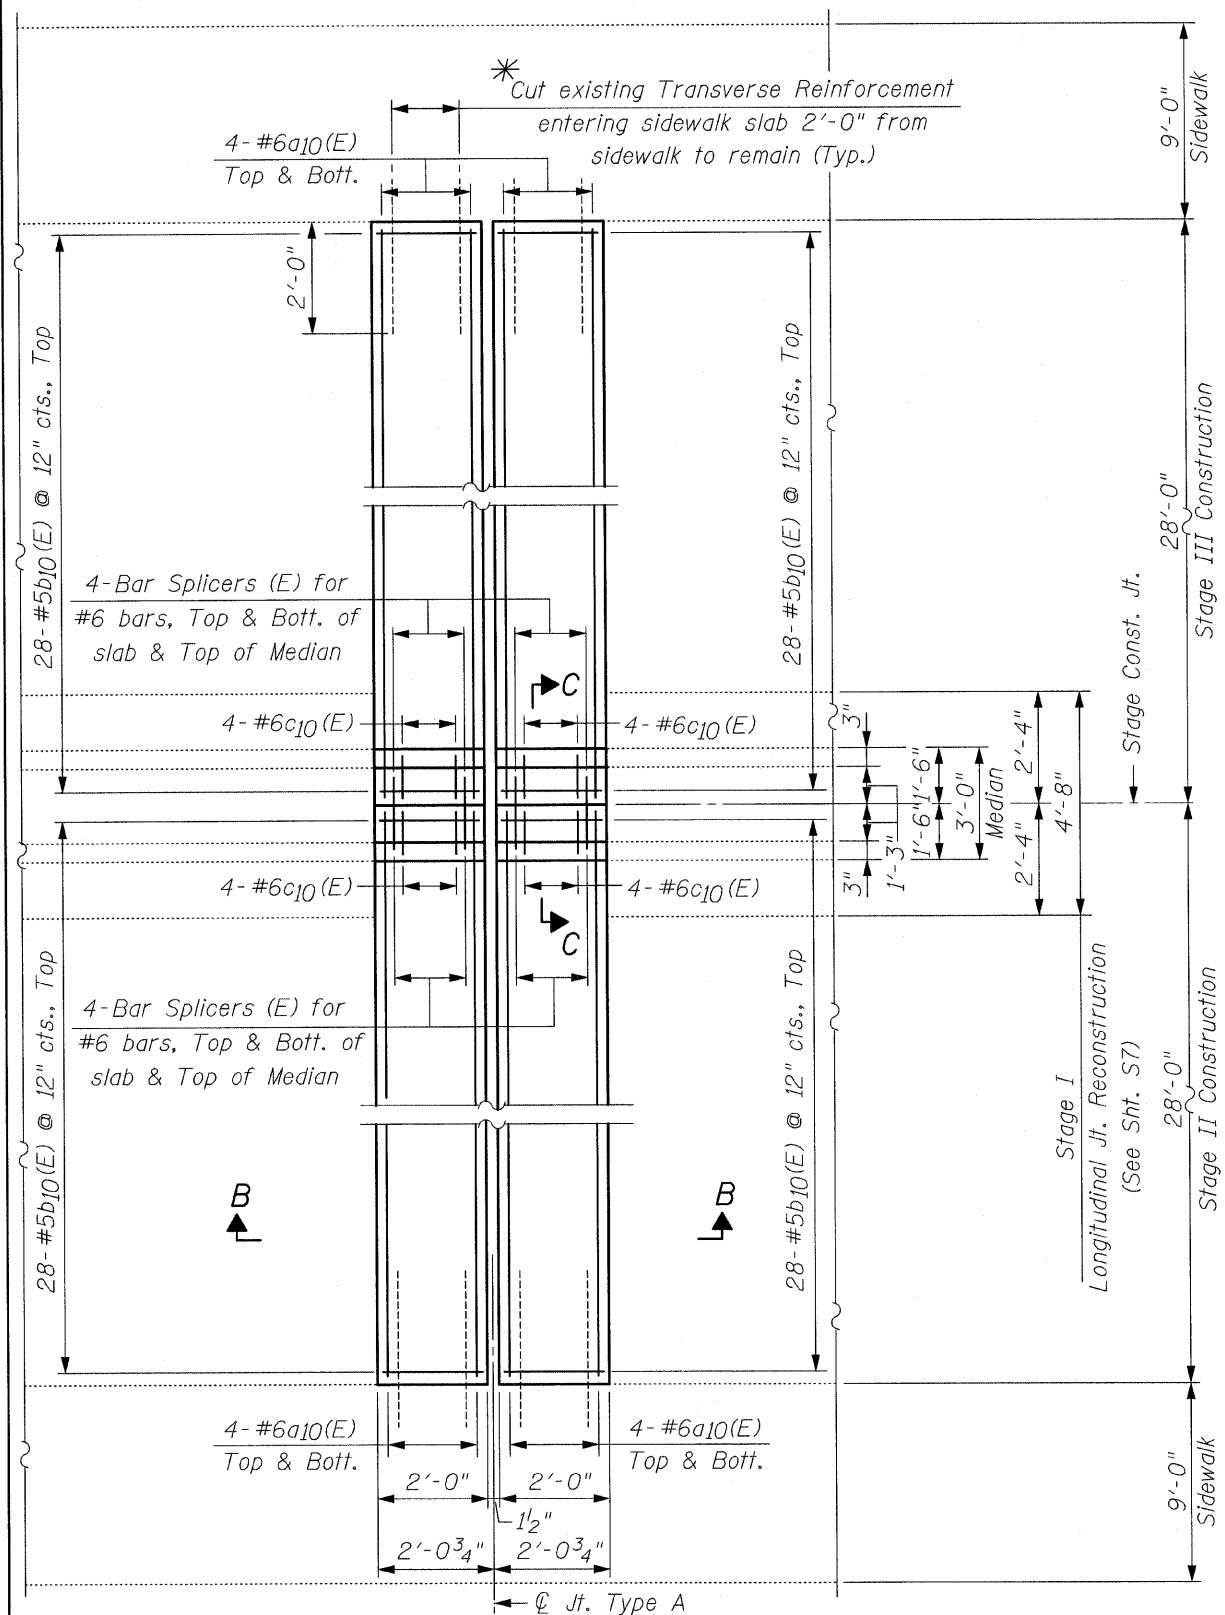 *
Cut existing Transverse Reinforcement
entering sidewalk slab 2'-0" from
sidewalk to remain (Typ.)
4-#6a10(E)
Top & Bott.
9'-0"
Sidewalk
2'-0"
28-#5b10(E) @ 12" cts., Top
28-#5b10(E) @ 12" cts., Top
28'-0"
Stage III Construction
4-Bar Splicers (E) for
#6 bars, Top & Bott. of
slab & Top of Median
C
4-#6c10(E)
4-#6c10(E)
3"
1'-6"
2'-4"
Stage Const. Jt.
3'-0"
Median
4'-8"
1'-6"
2'-4"
3"
1'-3"
4-#6c10(E)
4-#6c10(E)
C
4-Bar Splicers (E) for
#6 bars, Top & Bott. of
slab & Top of Median
28-#5b10(E) @ 12" cts., Top
28-#5b10(E) @ 12" cts., Top
Stage I
Longitudinal Jt. Reconstruction
(See Sht. S7)
28'-0"
Stage II Construction
B
B
4-#6a10(E)
Top & Bott.
4-#6a10(E)
Top & Bott.
2'-0"
2'-0"
1½"
2'-0¾"
2'-0¾"
9'-0"
Sidewalk
℄ Jt. Type A